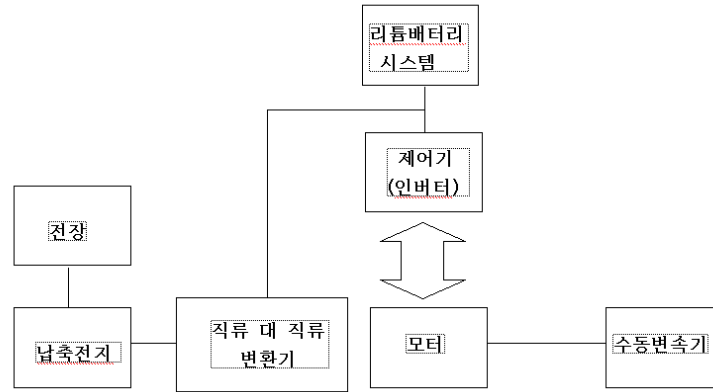 리튬배터리
시스템
제어기
(인버터)
전장
납축전지
직류 대 직류
변환기
모터
수동변속기